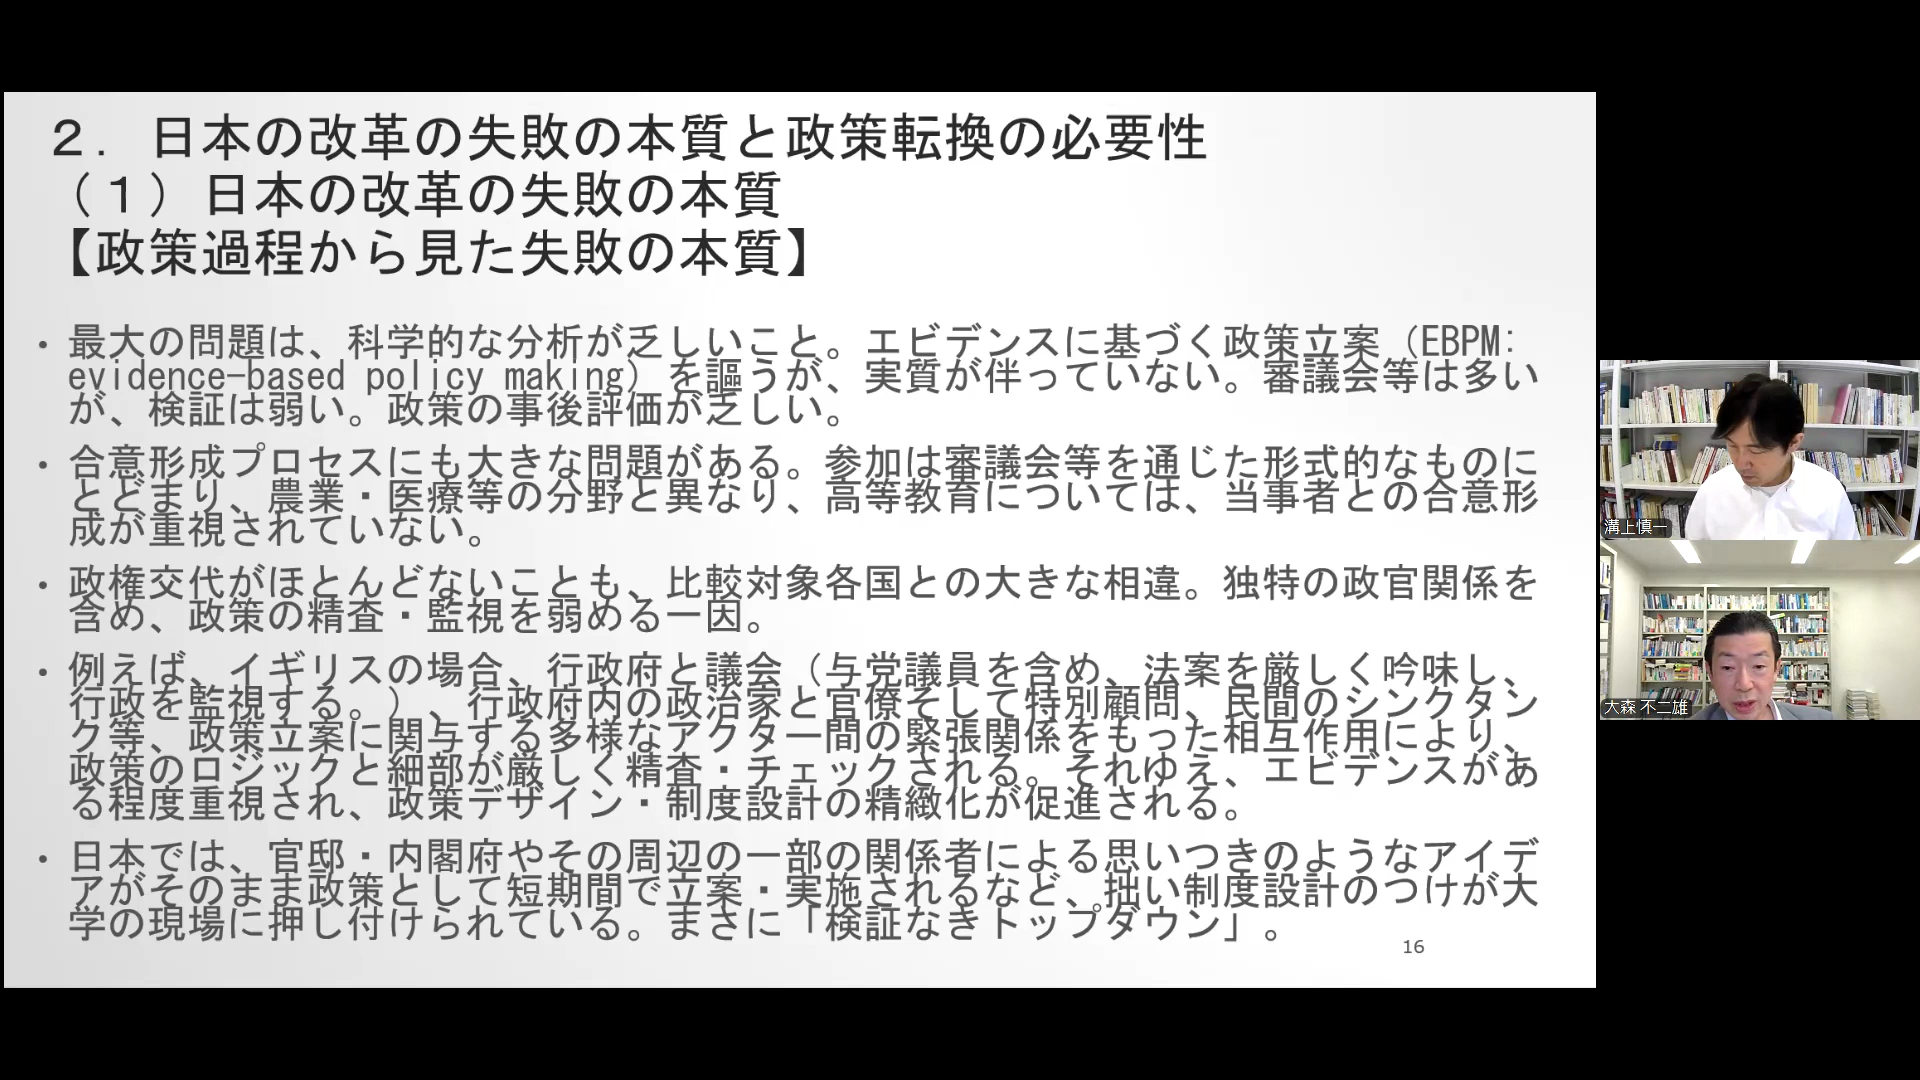 ２．日本の改革の失敗の本質と政策転換の必要性
（１）日本の改革の失敗の本質
【政策過程から見た失敗の本質】
• 最大の問題は、科学的な分析が乏しいこと。エビデンスに基づく政策立案（EBPM:
evidence-based policy making）を謳うが、実質が伴っていない。審議会等は多い
が、検証は弱い。政策の事後評価が乏しい。
• 合意形成プロセスにも大きな問題がある。参加は審議会等を通じた形式的なものに
とどまり、農業・医療等の分野と異なり、高等教育については、当事者との合意形
成が重視されていない。
• 政権交代がほとんどないことも、比較対象各国との大きな相違。独特の政官関係を
含め、政策の精査・監視を弱める一因。
• 例えば、イギリスの場合、行政府と議会（与党議員を含め、法案を厳しく吟味し、
行政を監視する。）、行政府内の政治家と官僚そして特別顧問、民間のシンクタン
ク等、政策立案に関与する多様なアクター間の緊張関係をもった相互作用により、
政策のロジックと細部が厳しく精査・チェックされる。それゆえ、エビデンスがあ
る程度重視され、政策デザイン・制度設計の精緻化が促進される。
• 日本では、官邸・内閣府やその周辺の一部の関係者による思いつきのようなアイデ
アがそのまま政策として短期間で立案・実施されるなど、拙い制度設計のつけが大
学の現場に押し付けられている。まさに「検証なきトップダウン」。
16
溝上慎一
大森 不二雄